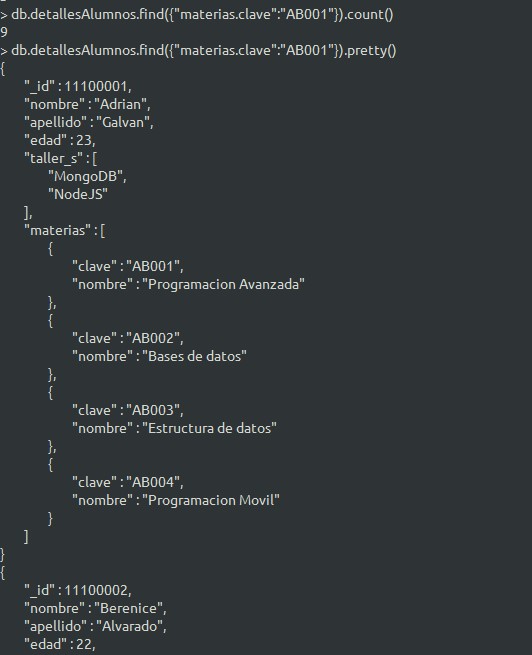 > db.detallesAlumnos.find({"materias.clave":"AB001"}).count()
9
> db.detallesAlumnos.find({"materias.clave":"AB001"}).pretty()
{
"_id" : 11100001,
"nombre" : "Adrian",
"apellido" : "Galvan",
"edad" : 23,
"taller_s" : [
"MongoDB",
"NodeJS"
],
"materias" : [
{
"clave" : "AB001",
"nombre" : "Programacion Avanzada"
},
{
"clave" : "AB002",
"nombre" : "Bases de datos"
},
{
"clave" : "AB003",
"nombre" : "Estructura de datos"
},
{
"clave" : "AB004",
"nombre" : "Programacion Movil"
}
]
}
{
"_id" : 11100002,
"nombre" : "Berenice",
"apellido" : "Alvarado",
"edad" : 22,